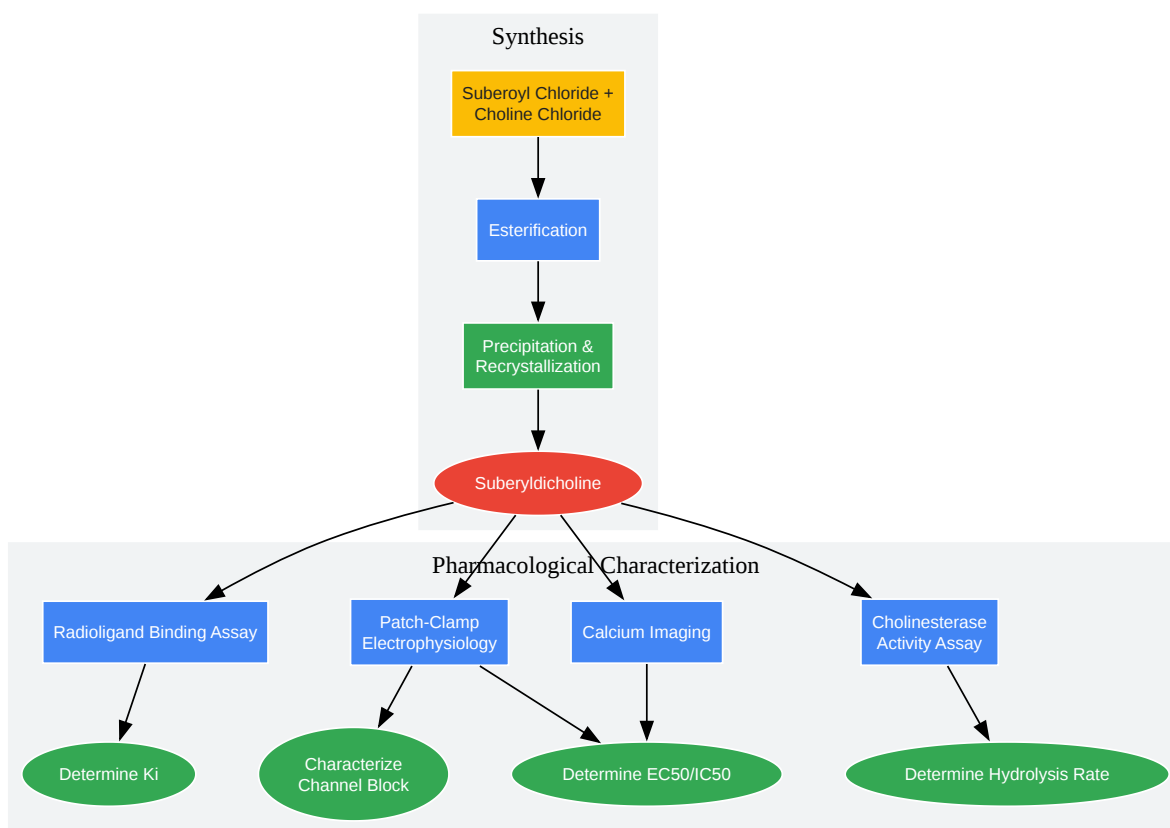 Synthesis
Suberoyl Chloride +
Choline Chloride
Esterification
Precipitation &
Recrystallization
Suberyldicholine
Pharmacological Characterization
Radioligand Binding Assay
Patch-Clamp
Electrophysiology
Calcium Imaging
Cholinesterase
Activity Assay
Determine Ki
Characterize
Channel Block
Determine EC50/IC50
Determine Hydrolysis Rate